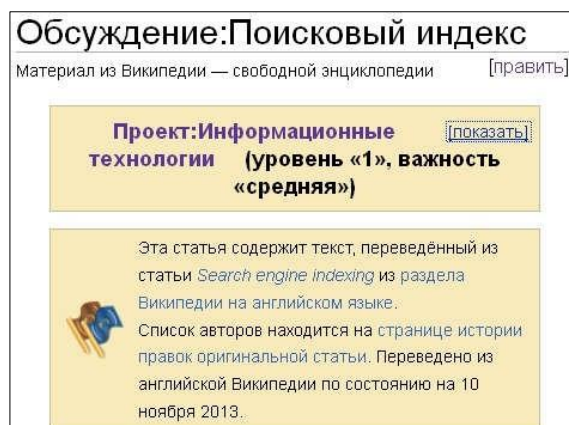 Обсуждение:Поисковый индекс
Материал из Википедии — свободной энциклопедии [править]
Проект:Информационные [показать]
технологии (уровень «1», важность
«средняя»)
Эта статья содержит текст, переведённый из
статьи Search engine indexing из раздела
Википедии на английском языке.
Список авторов находится на странице истории
правок оригинальной статьи. Переведено из
английской Википедии по состоянию на 10
ноября 2013.